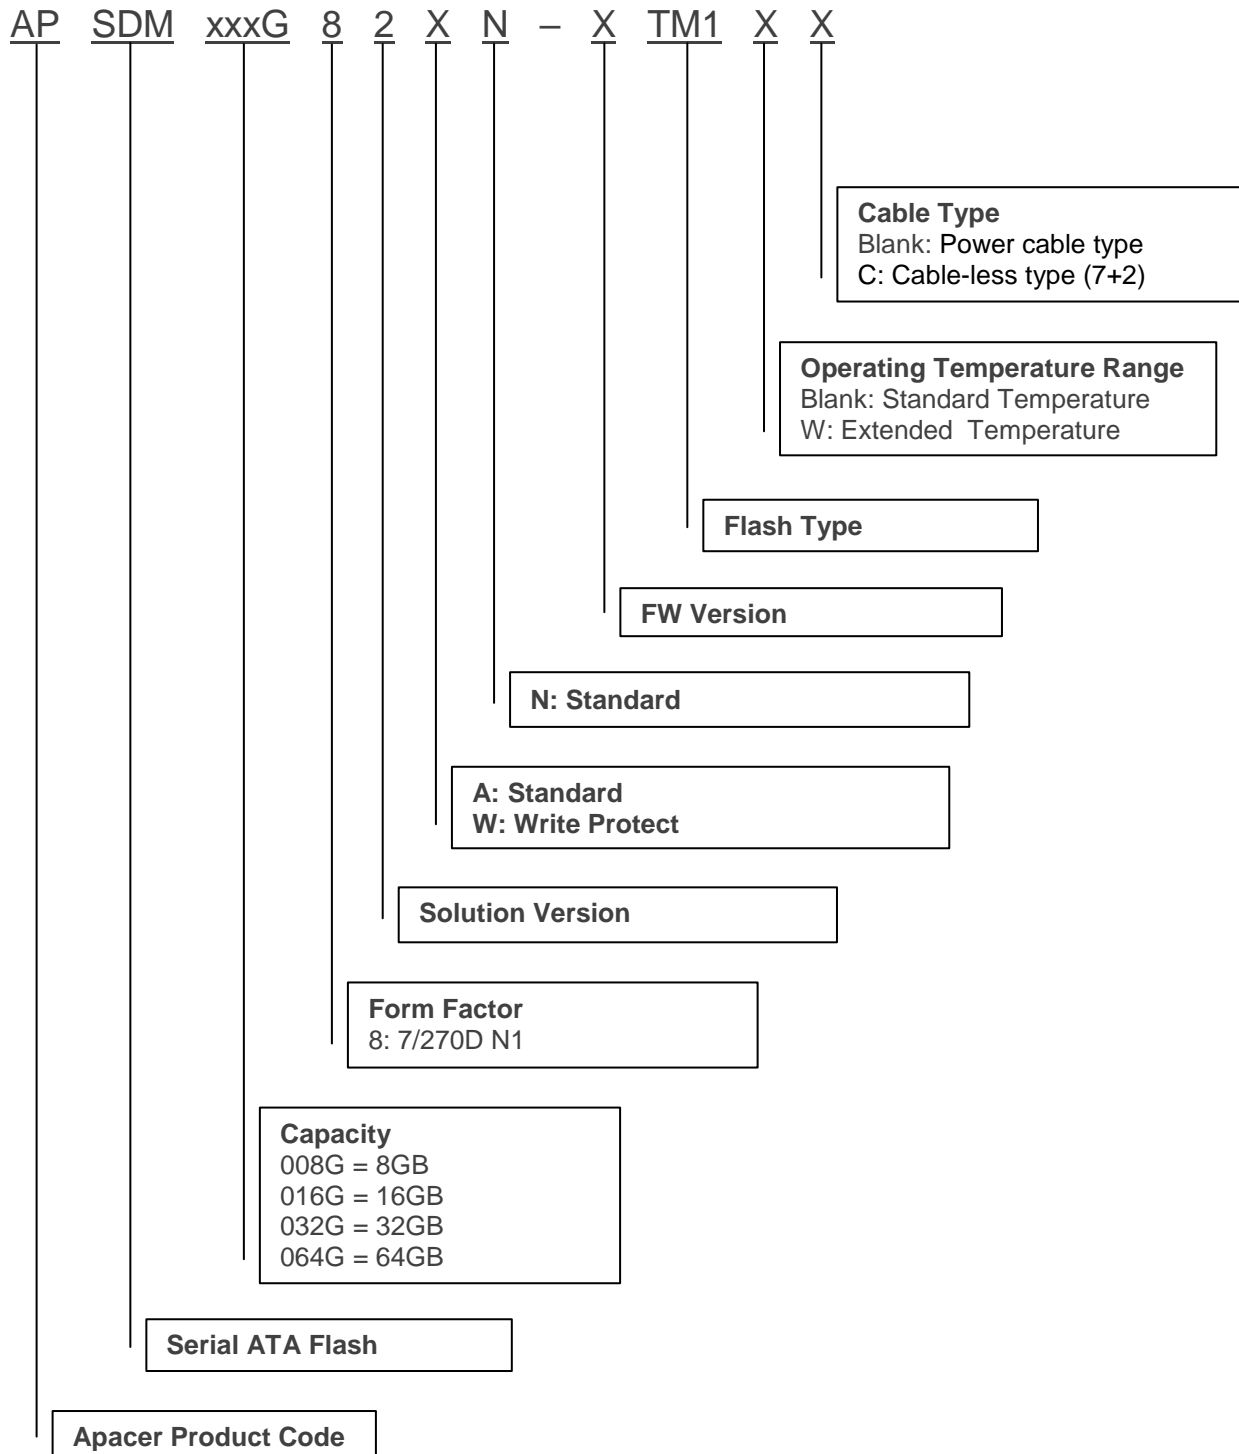 AP SDM xxxG 8 2 X N – X TM1 X X
Cable Type
Blank: Power cable type
C: Cable-less type (7+2)
Operating Temperature Range
Blank: Standard Temperature
W: Extended Temperature
Flash Type
FW Version
N: Standard
A: Standard
W: Write Protect
Solution Version
Form Factor
8: 7/270D N1
Capacity
008G = 8GB
016G = 16GB
032G = 32GB
064G = 64GB
Serial ATA Flash
Apacer Product Code